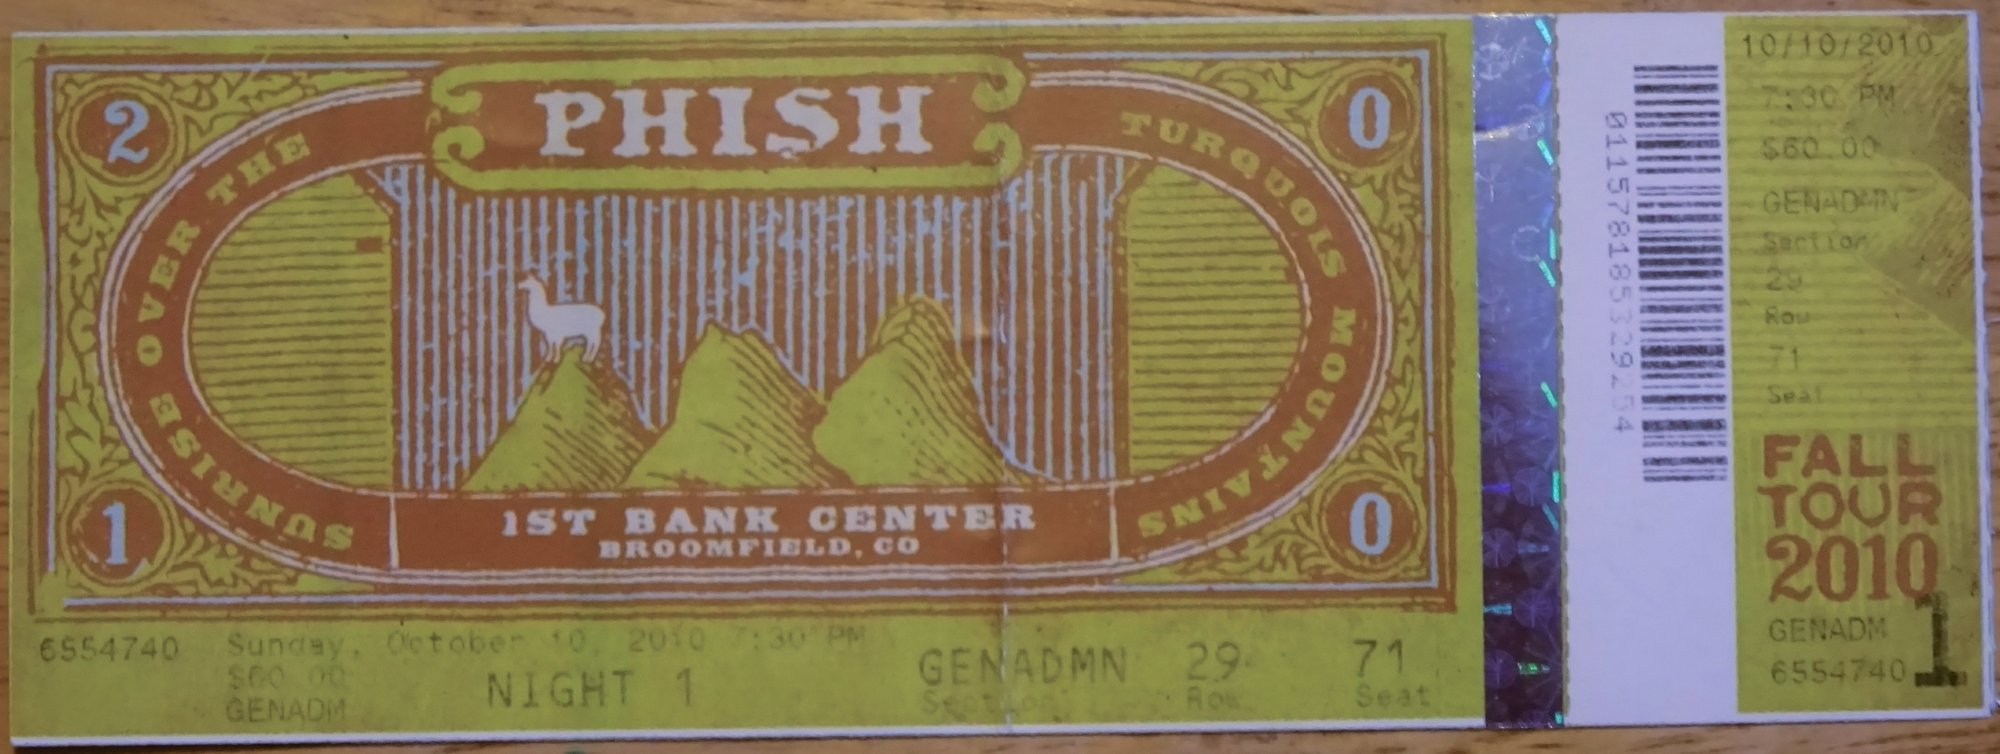 2
0
PHISH
SUNRISE OVER THE
TURQUOIS MOUNTAINS
1
0
1ST BANK CENTER
BROOMFIELD, CO
6554740
Sunday, October 10, 2010 7:30 PM
$60.00
GENADM
NIGHT 1
GENADMN
Section
29
Row
71
Seat
011578185329254
10/10/2010
7:30 PM
$60.00
GENADMN
Section
29
Row
71
Seat
FALL
TOUR
2010
GENADM
6554740
1